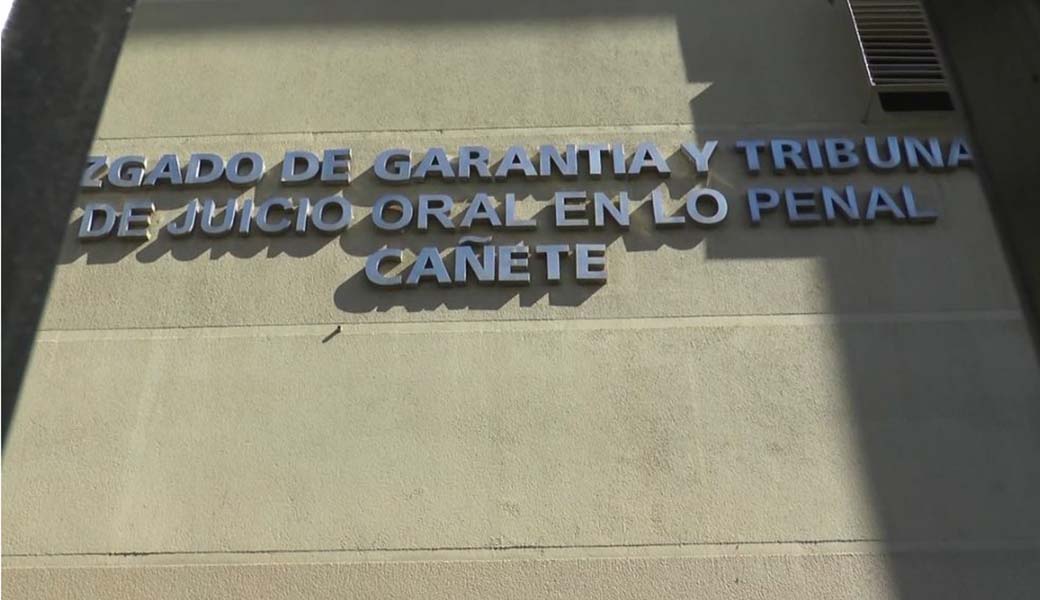 ZGADO DE GARANTIA Y TRIBUNA
DE JUICIO ORAL EN LO PENAL
CAÑETE